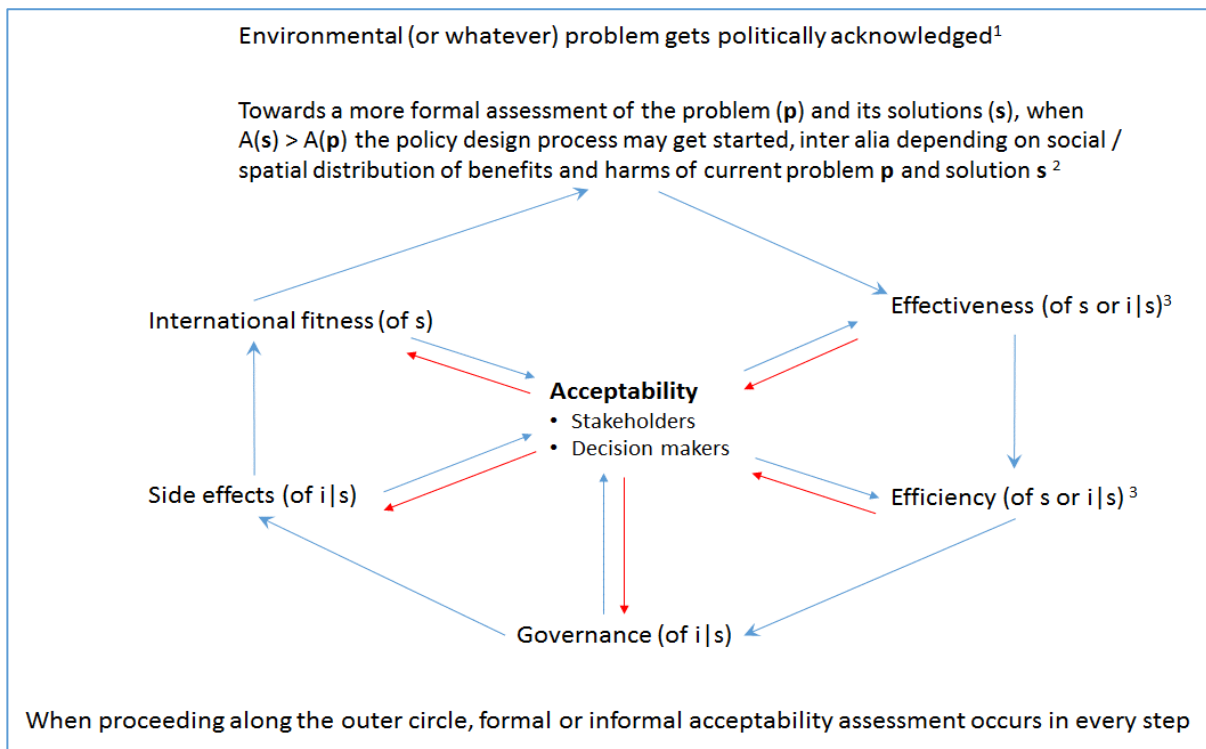 Environmental (or whatever) problem gets politically acknowledged¹
Towards a more formal assessment of the problem (p) and its solutions (s), when
A(s) > A(p) the policy design process may get started, inter alia depending on social /
spatial distribution of benefits and harms of current problem p and solution s ²
International fitness (of s)
Effectiveness (of s or i|s)³
Acceptability
• Stakeholders
• Decision makers
Side effects (of i|s)
Efficiency (of s or i|s) ³
Governance (of i|s)
When proceeding along the outer circle, formal or informal acceptability assessment occurs in every step